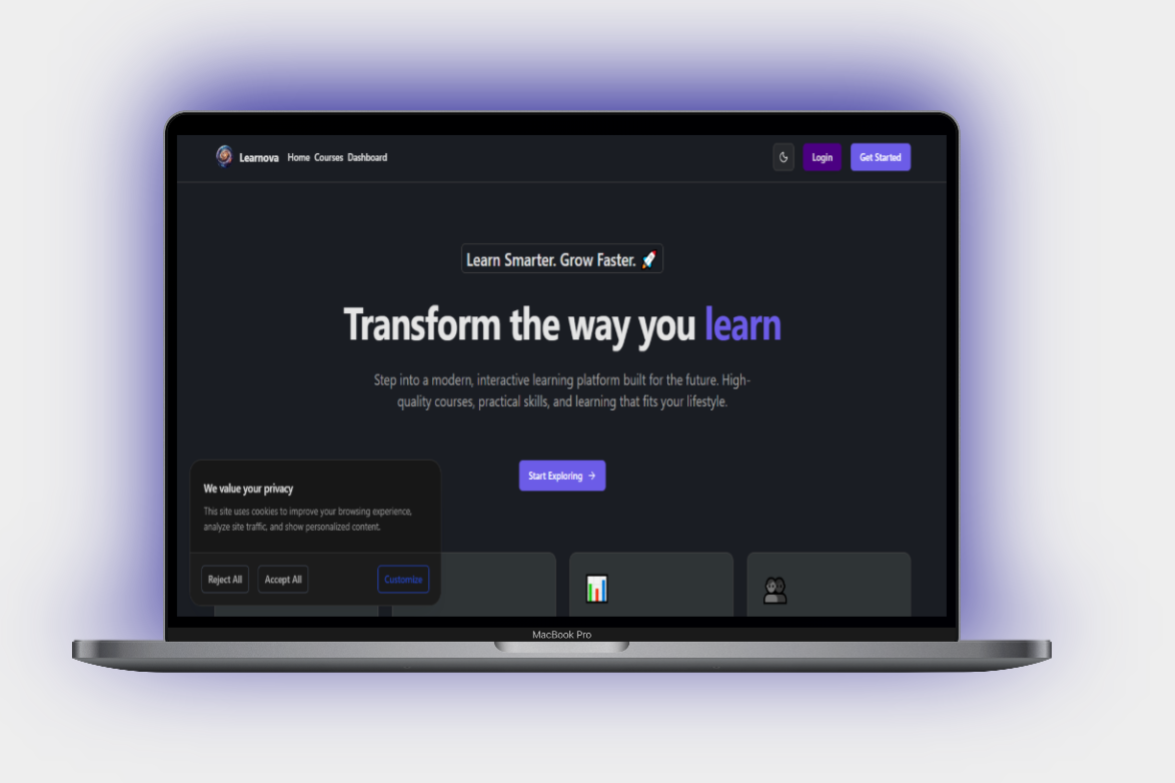 Learnova Home Courses Dashboard Login Get Started
Learn Smarter. Grow Faster. 🚀
Transform the way you learn
Step into a modern, interactive learning platform built for the future. High-
quality courses, practical skills, and learning that fits your lifestyle.
Start Exploring →
We value your privacy
This site uses cookies to improve your browsing experience,
analyze site traffic, and show personalized content.
Reject All Accept All Customize
MacBook Pro